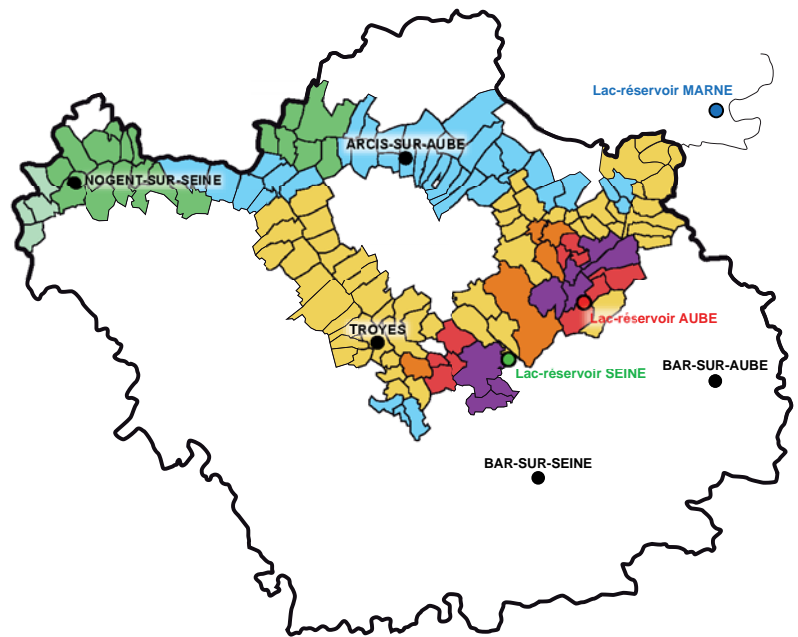 Lac-réservoir MARNE
ARCIS-SUR-AUBE
NOGENT-SUR-SEINE
Lac-réservoir AUBE
TROYES
BAR-SUR-AUBE
Lac-réservoir SEINE
BAR-SUR-SEINE